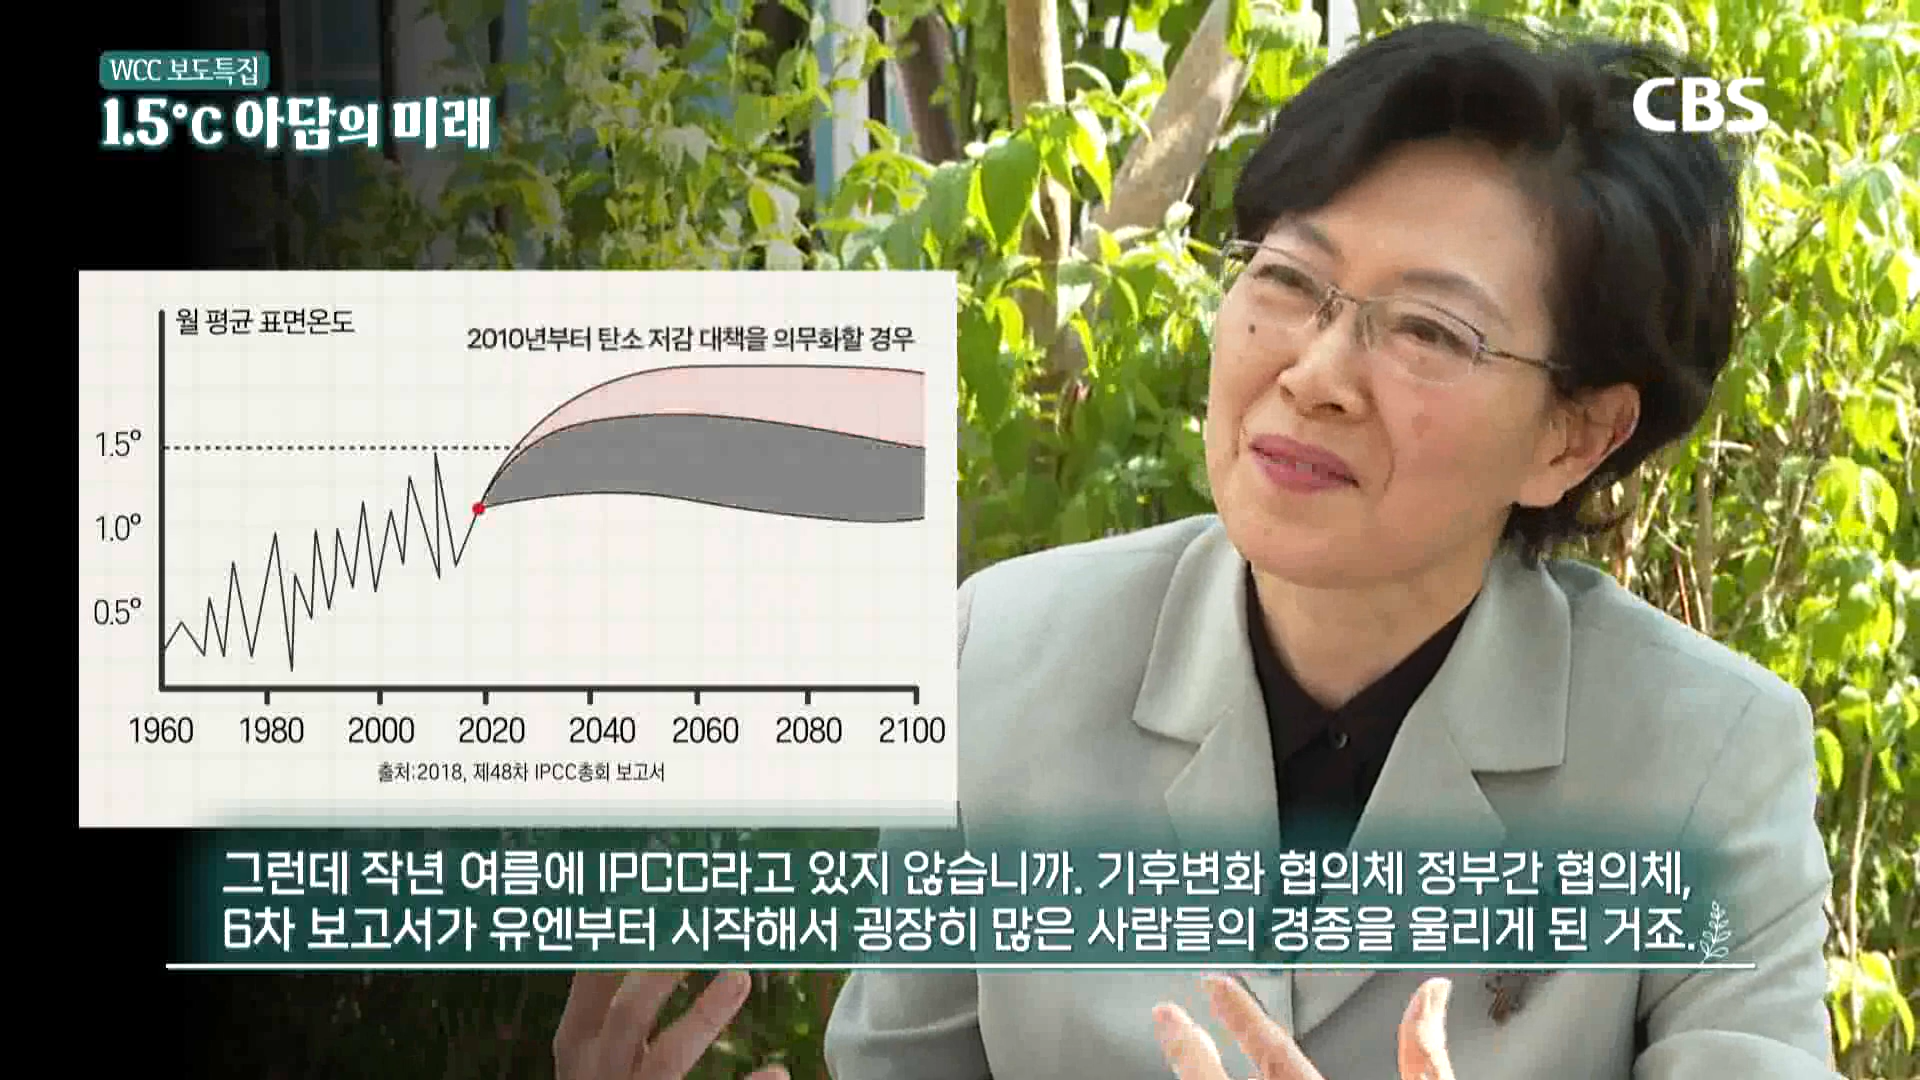 WCC 보도특집
1.5°C 아담의 미래
CBS
월 평균 표면온도
2010년부터 탄소 저감 대책을 의무화할 경우
1.5°
1.0°
0.5°
1960 1980 2000 2020 2040 2060 2080 2100
출처:2018, 제48차 IPCC총회 보고서
그런데 작년 여름에 IPCC라고 있지 않습니까. 기후변화 협의체 정부간 협의체,
6차 보고서가 유엔부터 시작해서 굉장히 많은 사람들의 경종을 울리게 된 거죠.